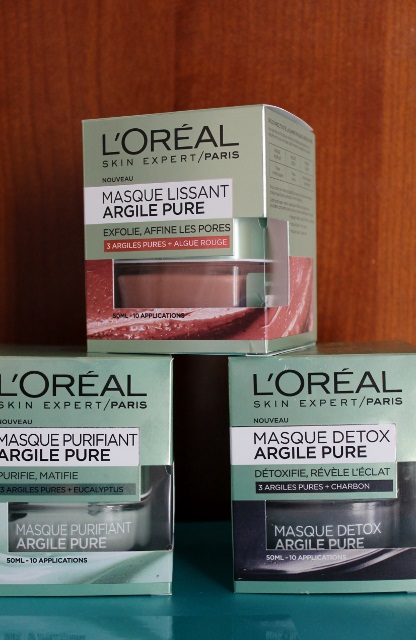 L'ORÉAL
SKIN EXPERT/PARIS
NOUVEAU
MASQUE LISSANT
ARGILE PURE
EXFOLIE, AFFINE LES PORES
3 ARGILES PURES + ALGUE ROUGE
50ML - 10 APPLICATIONS
L'ORÉAL
SKIN EXPERT/PARIS
NOUVEAU
MASQUE PURIFIANT
ARGILE PURE
PURIFIE, MATIFIE
3 ARGILES PURES + EUCALYPTUS
MASQUE PURIFIANT
ARGILE PURE
50ML - 10 APPLICATIONS
L'ORÉAL
SKIN EXPERT/PARIS
NOUVEAU
MASQUE DETOX
ARGILE PURE
DÉTOXIFIE, RÉVÈLE L'ÉCLAT
3 ARGILES PURES + CHARBON
MASQUE DETOX
ARGILE PURE
50ML - 10 APPLICATIONS